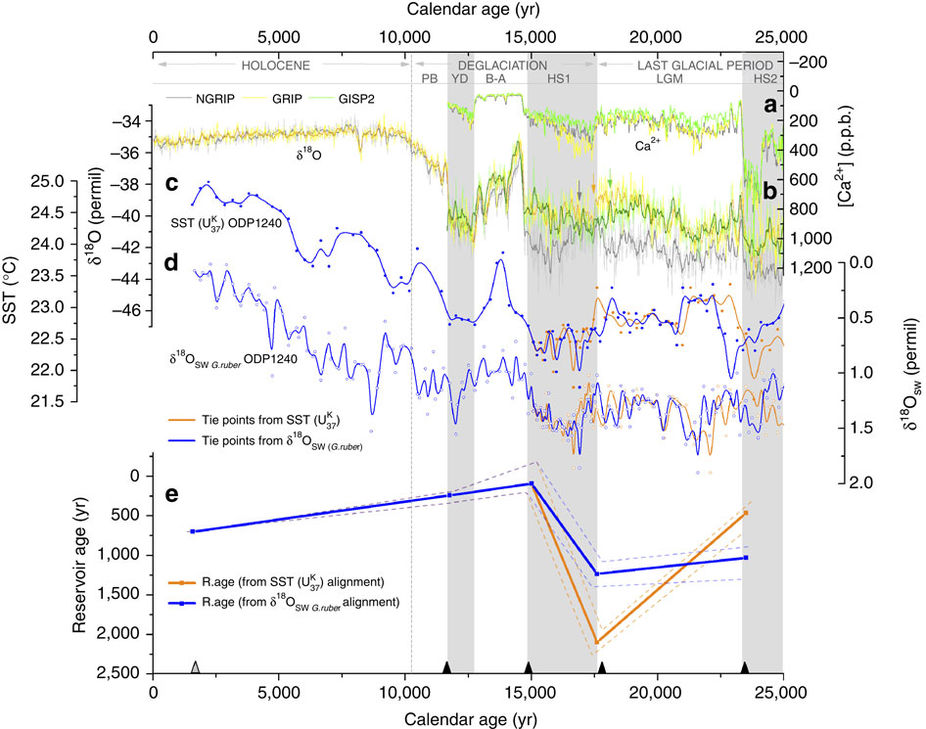 Calendar age (yr)
0 5,000 10,000 15,000 20,000 25,000
HOLOCENE DEGLACIATION LAST GLACIAL PERIOD
PB YD B-A HS1 LGM HS2
NGRIP GRIP GISP2
a
–200
0
200
400
600
800
1,000
1,200
[Ca2+] (p.p.b.)
Ca2+
–34
–36
–38
–40
–42
–44
–46
δ18O (permil)
δ18O
b
c
25.0
24.5
24.0
23.5
23.0
22.5
22.0
21.5
SST (°C)
SST (UK37) ODP1240
d
0.0
0.5
1.0
1.5
2.0
δ18OSW (permil)
δ18OSW G.ruber ODP1240
Tie points from SST (UK37)
Tie points from δ18OSW (G.ruber)
e
0
500
1,000
1,500
2,000
2,500
Reservoir age (yr)
R.age (from SST (UK37) alignment)
R.age (from δ18OSW G.ruber alignment)
0 5,000 10,000 15,000 20,000 25,000
Calendar age (yr)